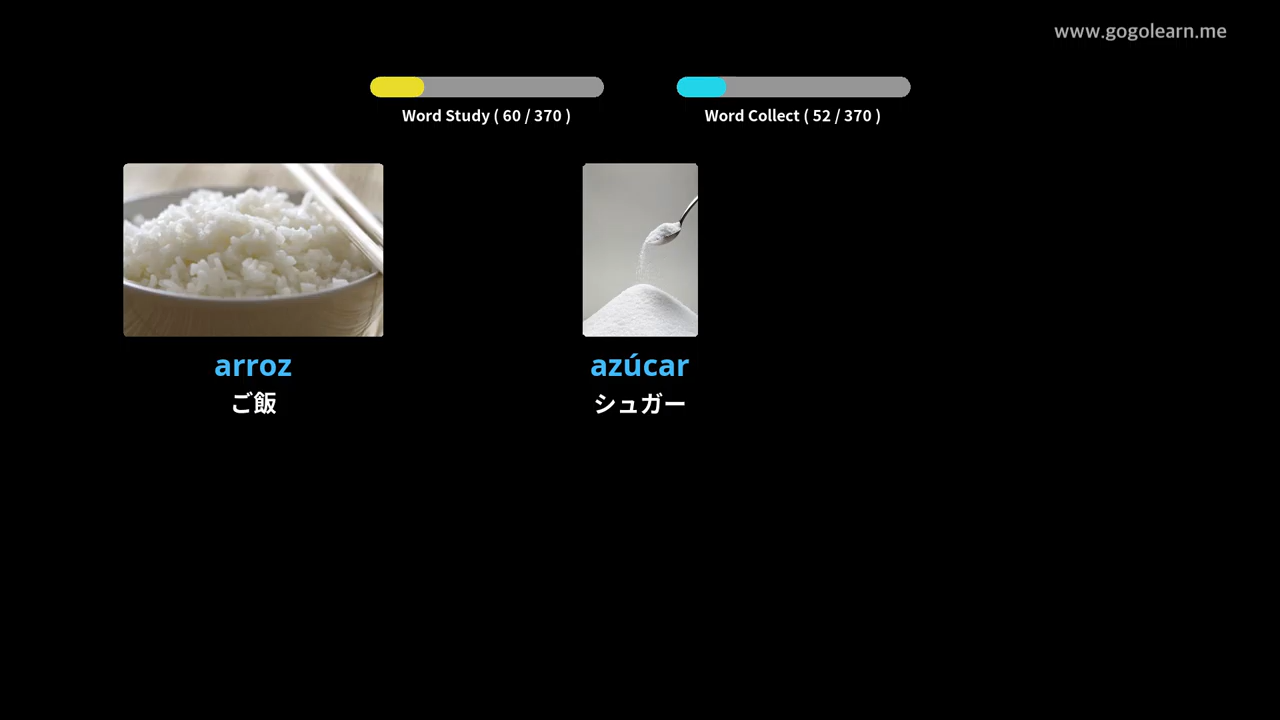 www.gogolearn.me
Word Study ( 60 / 370 )
Word Collect ( 52 / 370 )
arroz
ご飯
azúcar
シュガー